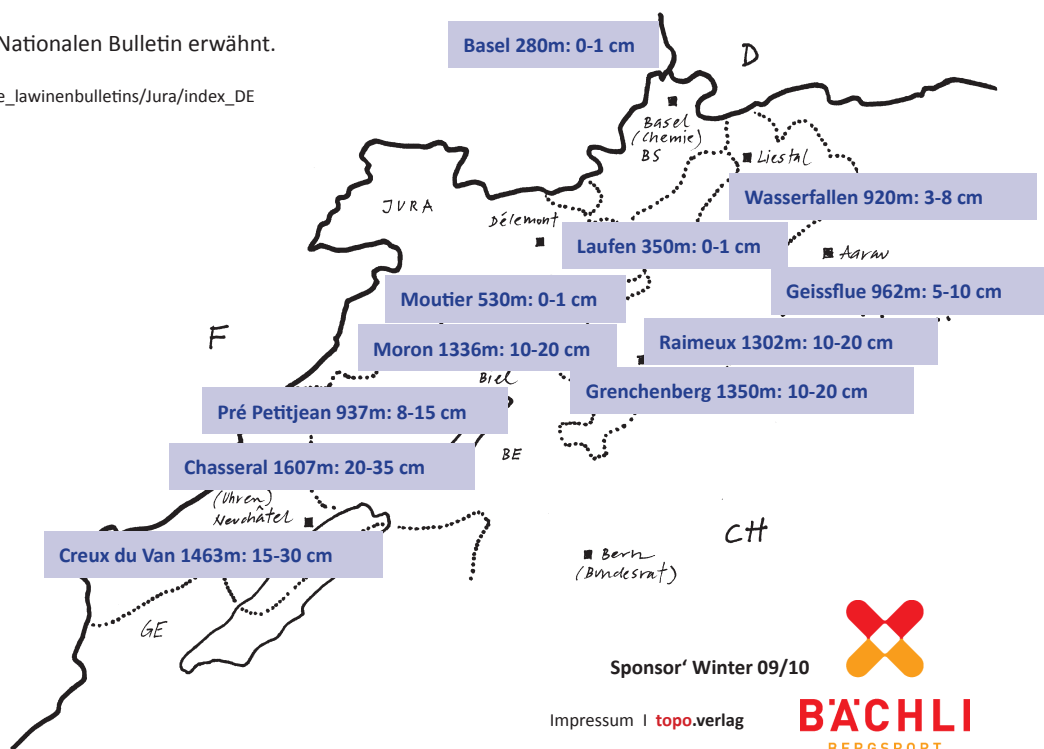 Nationalen Bulletin erwähnt.
Basel 280m: 0-1 cm
D
e_lawinenbulletins/Jura/index_DE
Basel
(Chemie)
BS
Liestal
Wasserfallen 920m: 3-8 cm
JURA
Délemont
Laufen 350m: 0-1 cm
Aarau
Moutier 530m: 0-1 cm
Geissflue 962m: 5-10 cm
F
Moron 1336m: 10-20 cm
Raimeux 1302m: 10-20 cm
Biel
Grenchenberg 1350m: 10-20 cm
Pré Petitjean 937m: 8-15 cm
BE
Chasseral 1607m: 20-35 cm
(Uhren)
Neuchâtel
CH
Creux du Van 1463m: 15-30 cm
Bern
(Bundesrat)
GE
Sponsor‘ Winter 09/10
Impressum I topo.verlag
BÄCHLI
BERGSPORT